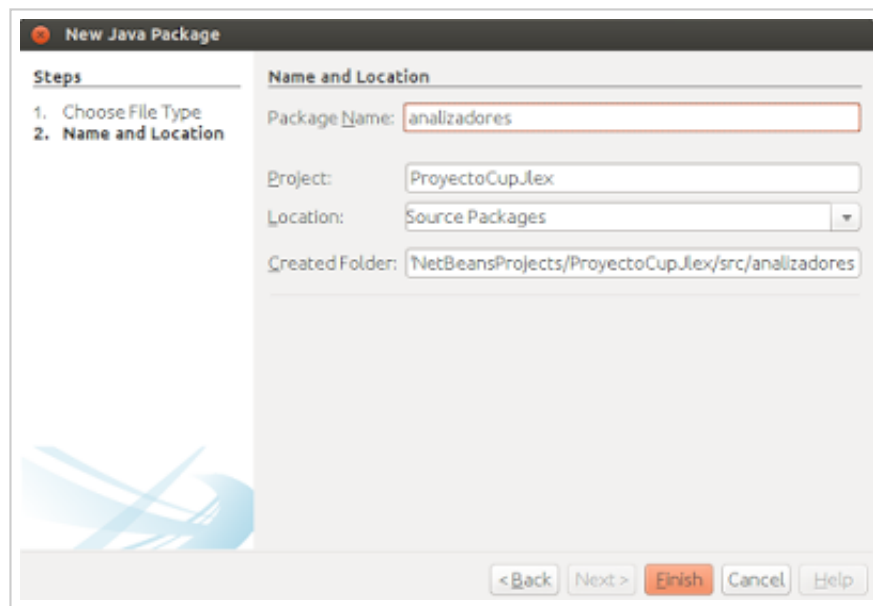 New Java Package
Steps
1. Choose File Type
2. Name and Location
Name and Location
Package Name: analizadores
Project: ProyectoCupJlex
Location: Source Packages
Created Folder: NetBeansProjects/ProyectoCupJlex/src/analizadores
< Back Next > Finish Cancel Help